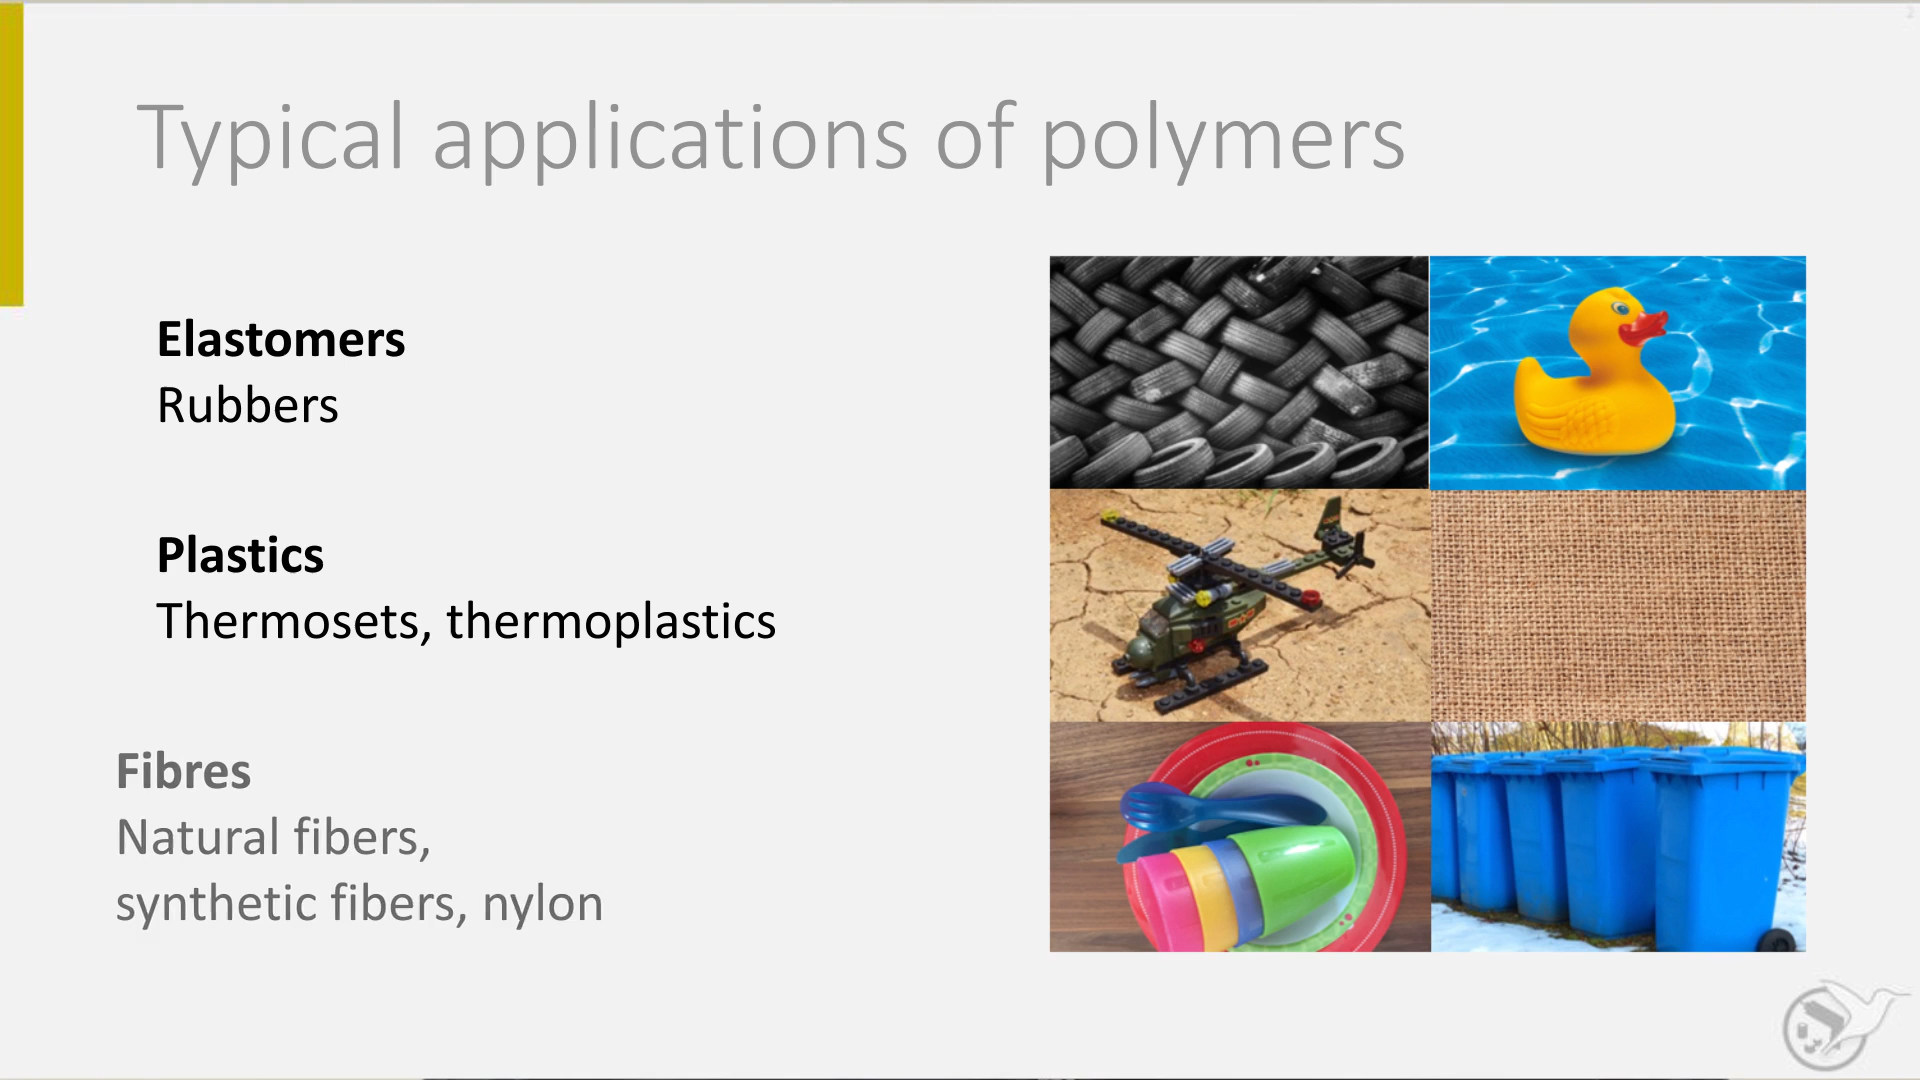 Typical applications of polymers
Elastomers
Rubbers
Plastics
Thermosets, thermoplastics
Fibres
Natural fibers,
synthetic fibers, nylon